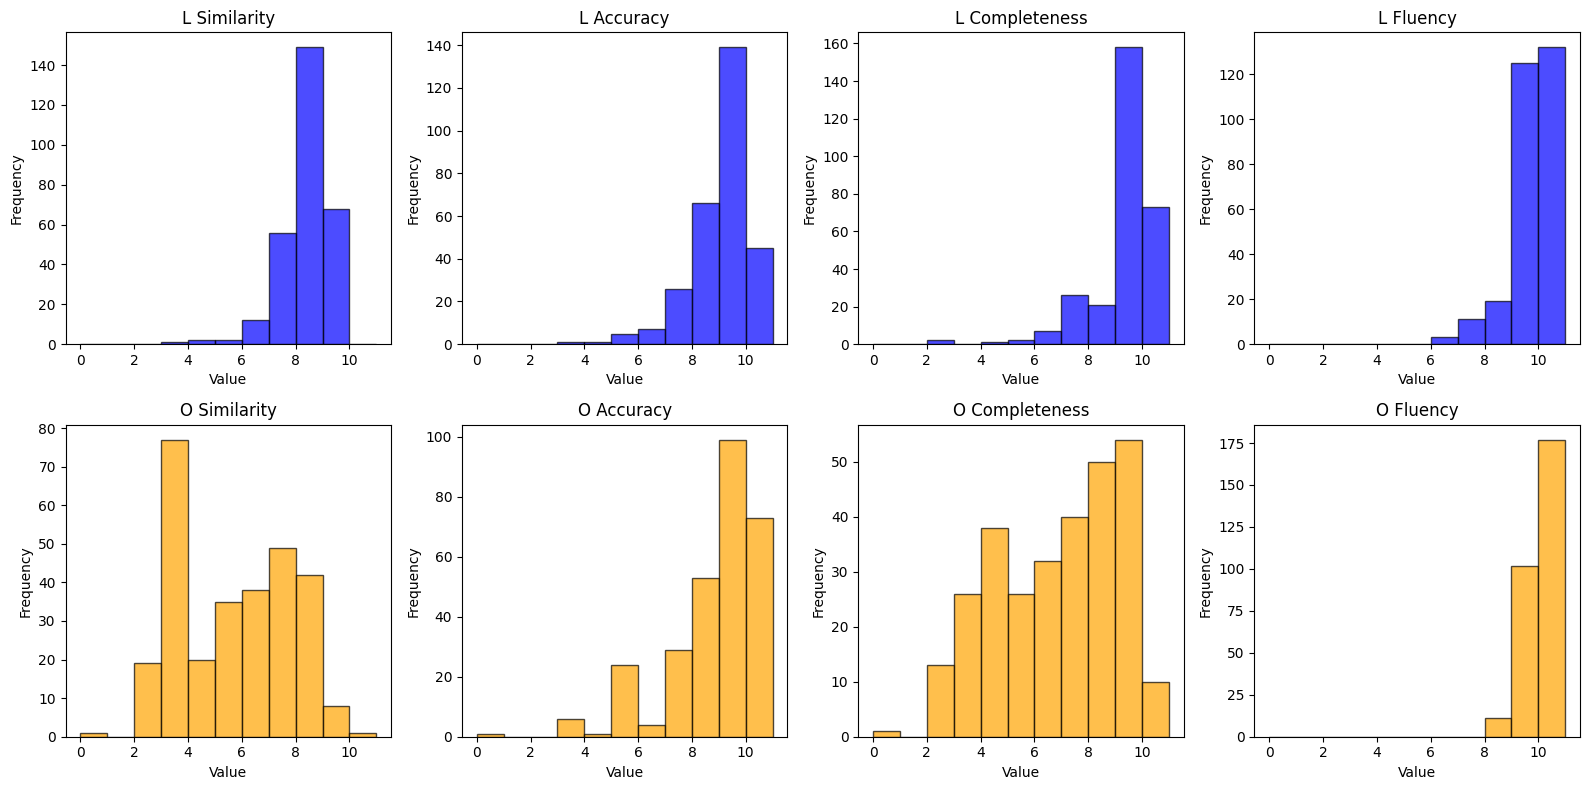 L Similarity
140
120
100
80
60
40
20
0
Frequency
0 2 4 6 8 10
Value
L Accuracy
140
120
100
80
60
40
20
0
Frequency
0 2 4 6 8 10
Value
L Completeness
160
140
120
100
80
60
40
20
0
Frequency
0 2 4 6 8 10
Value
L Fluency
120
100
80
60
40
20
0
Frequency
0 2 4 6 8 10
Value
O Similarity
80
70
60
50
40
30
20
10
0
Frequency
0 2 4 6 8 10
Value
O Accuracy
100
80
60
40
20
0
Frequency
0 2 4 6 8 10
Value
O Completeness
50
40
30
20
10
0
Frequency
0 2 4 6 8 10
Value
O Fluency
175
150
125
100
75
50
25
0
Frequency
0 2 4 6 8 10
Value